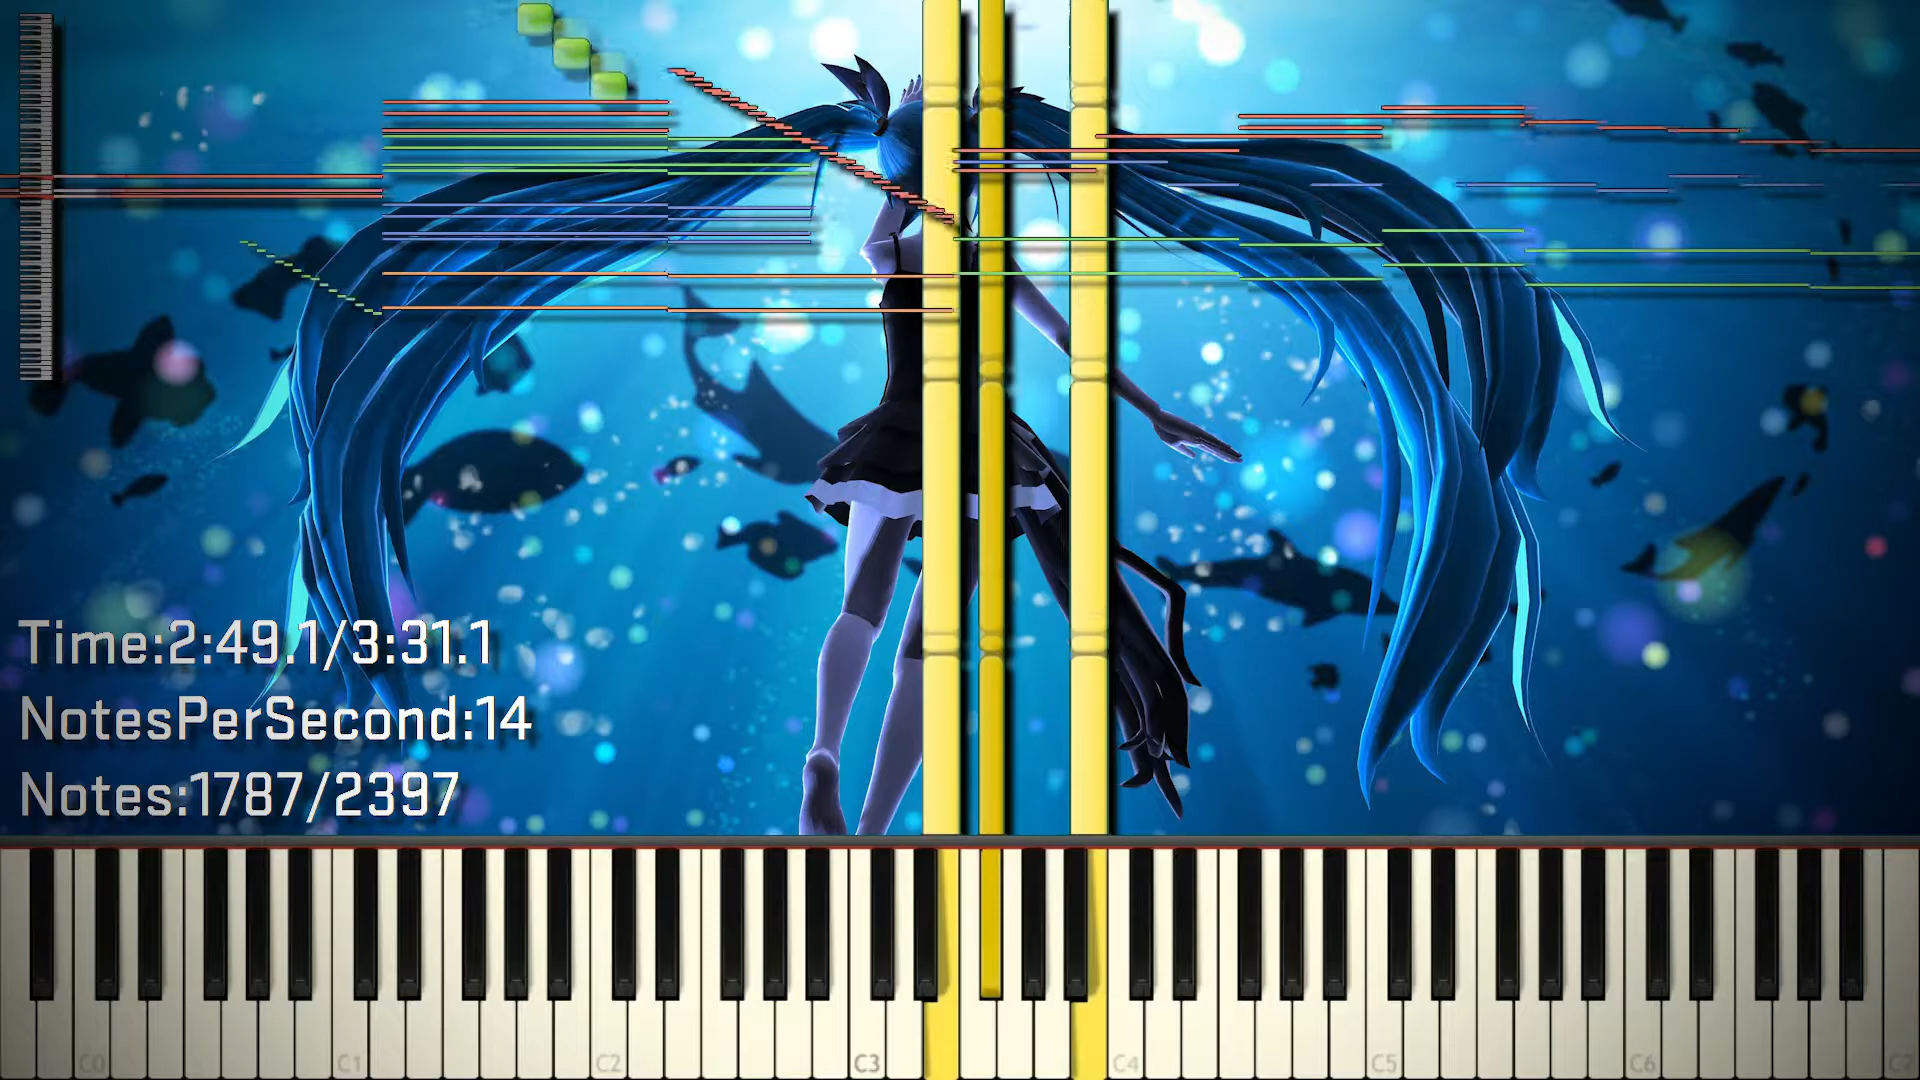 Time:2:49.1/3:31.1
NotesPerSecond:14
Notes:1787/2397
C0 C1 C2 C3 C4 C5 C6 C7